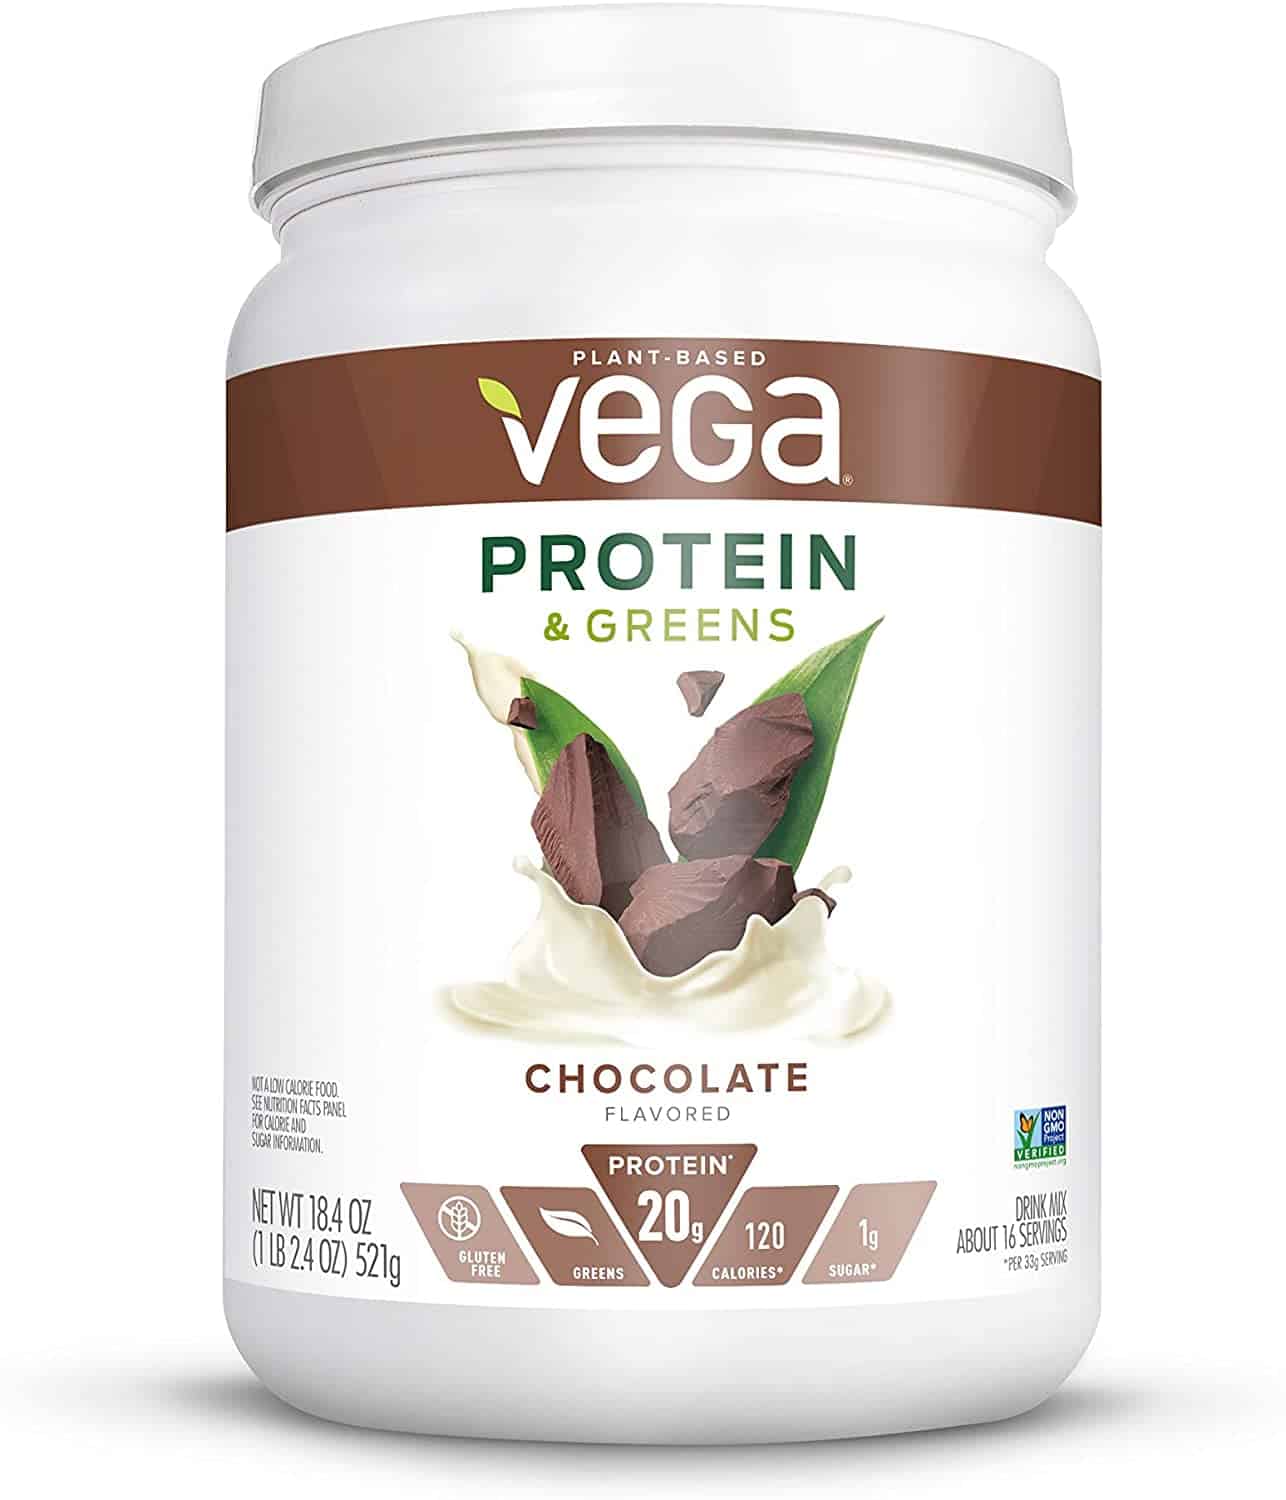 PLANT-BASED
vega®
PROTEIN
& GREENS
CHOCOLATE
FLAVORED
NOT A LOW CALORIE FOOD.
SEE NUTRITION FACTS PANEL
FOR CALORIE AND
SUGAR INFORMATION.
NET WT 18.4 OZ
(1 LB 2.4 OZ) 521g
GLUTEN
FREE
GREENS
PROTEIN*
20g
120
CALORIES*
1g
SUGAR*
NON
GMO
Project
VERIFIED
nongmoproject.org
DRINK MIX
ABOUT 16 SERVINGS
*PER 33g SERVING